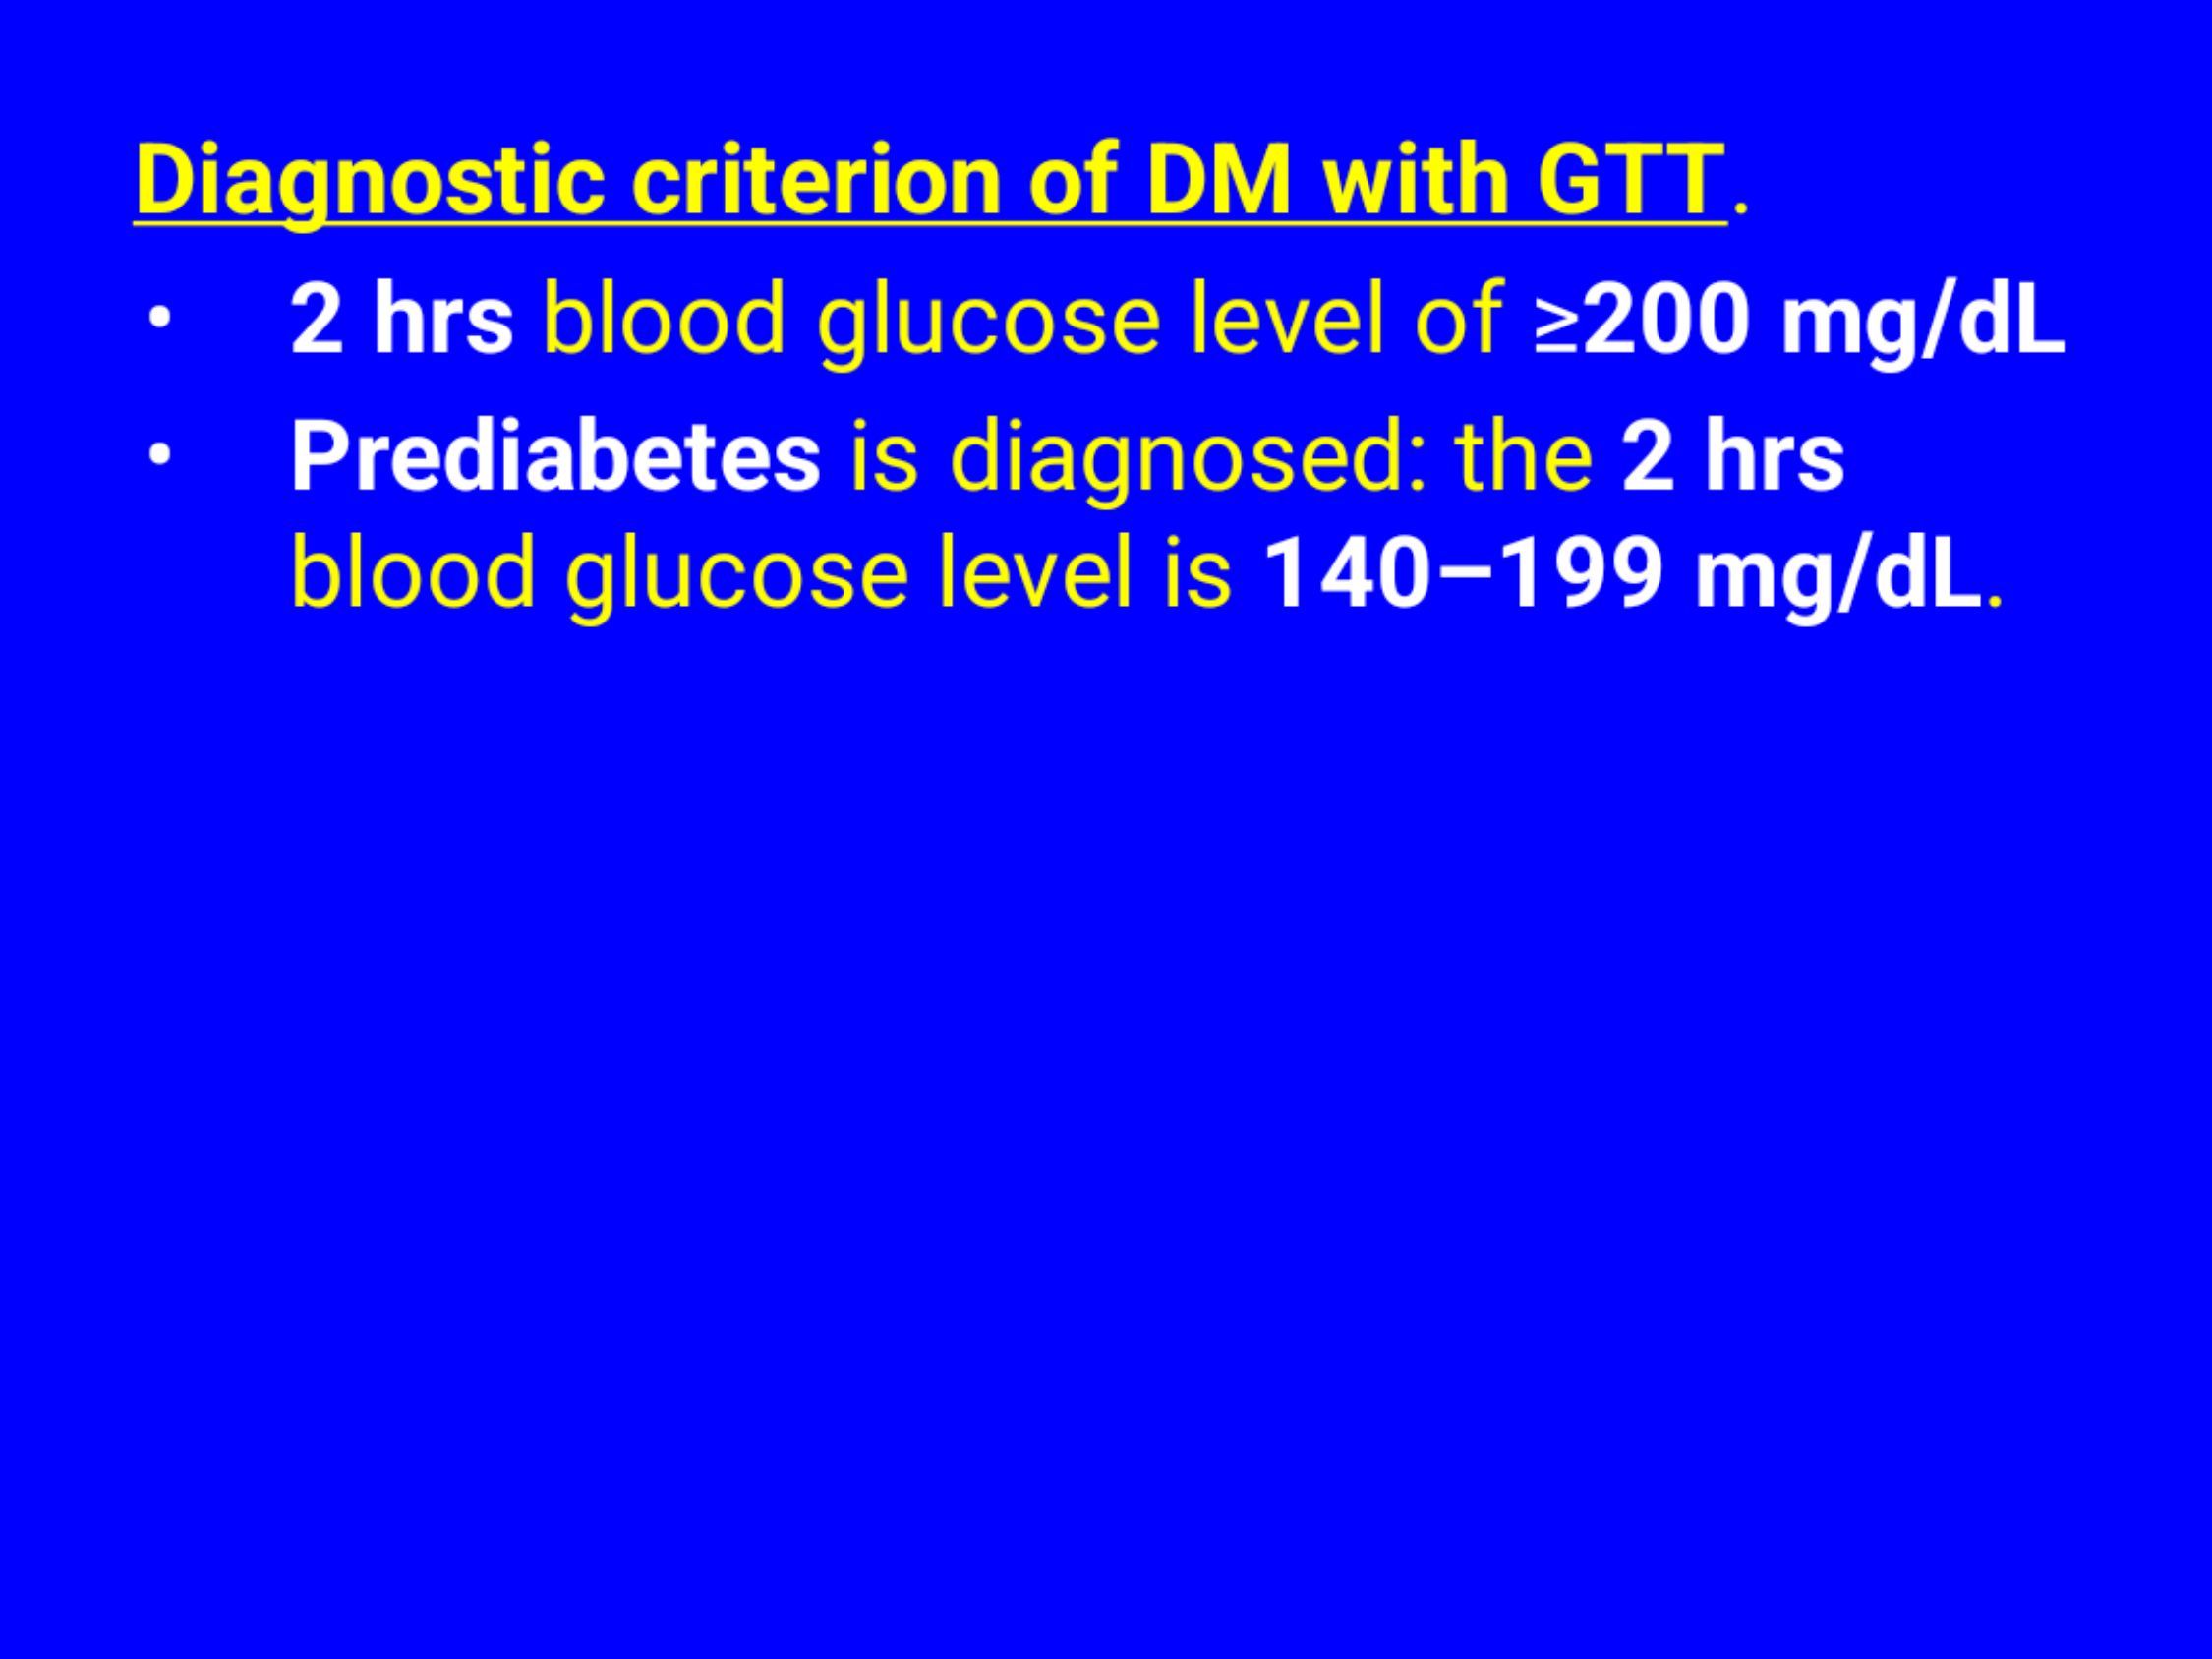 Diagnostic criterion of DM with GTT.
• 2 hrs blood glucose level of ≥200 mg/dL
• Prediabetes is diagnosed: the 2 hrs
blood glucose level is 140–199 mg/dL.